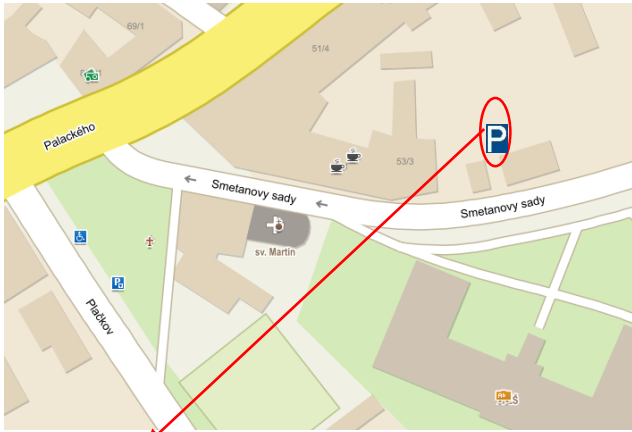 69/1
51/4
Palackého
P
53/3
Smetanovy sady
Smetanovy sady
sv. Martin
P
Plačkov